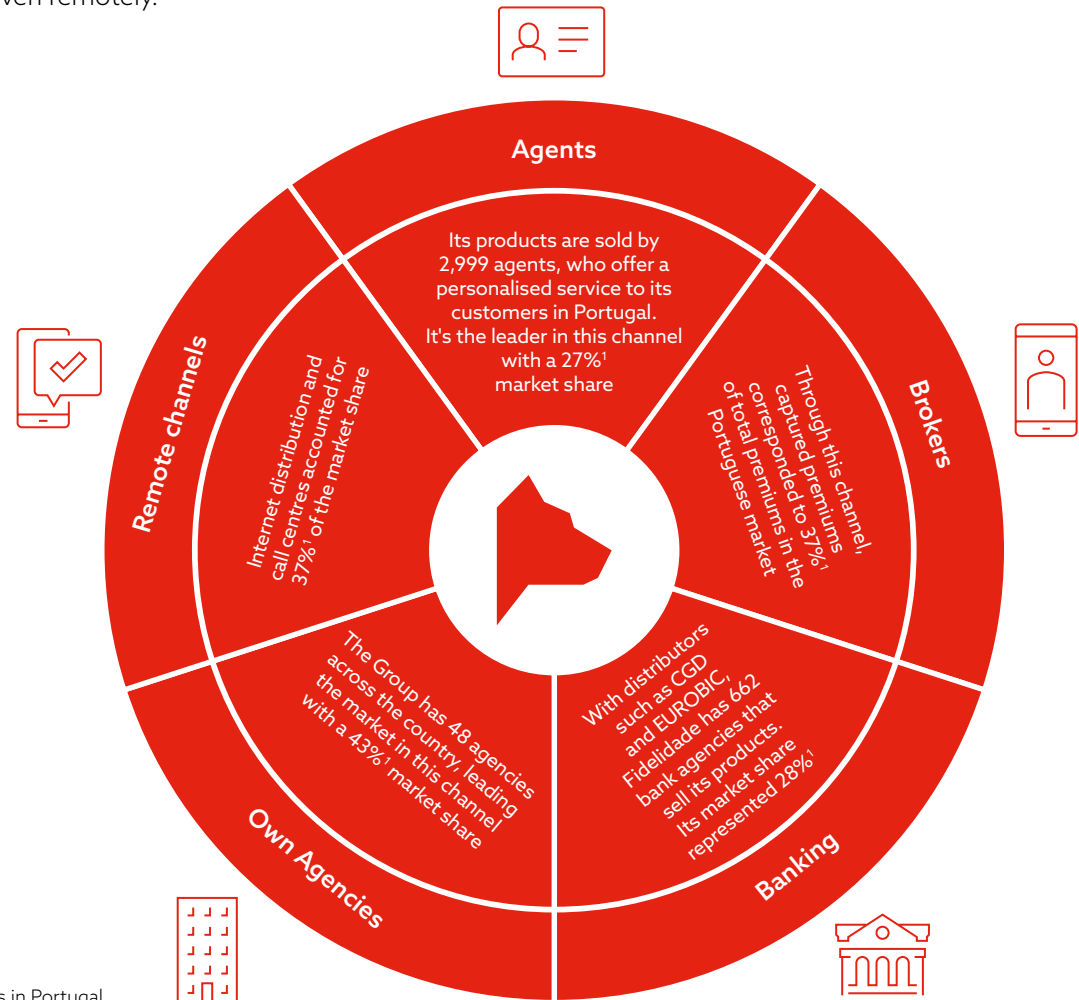 ven remotely.
Agents
Its products are sold by
2,999 agents, who offer a
personalised service to its
customers in Portugal.
It's the leader in this channel
with a 27%¹
market share
Brokers
Through this channel,
captured premiums
corresponded to 37%¹
of total premiums in the
Portuguese market
Banking
With distributors
such as CGD
and EUROBIC,
Fidelidade has 662
bank agencies that
sell its products.
Its market share
represented 28%¹
Own Agencies
The Group has 48 agencies
across the country, leading
the market in this channel
with a 43%¹ market share
Remote channels
Internet distribution and
call centres accounted for
37%¹ of the market share
s in Portugal